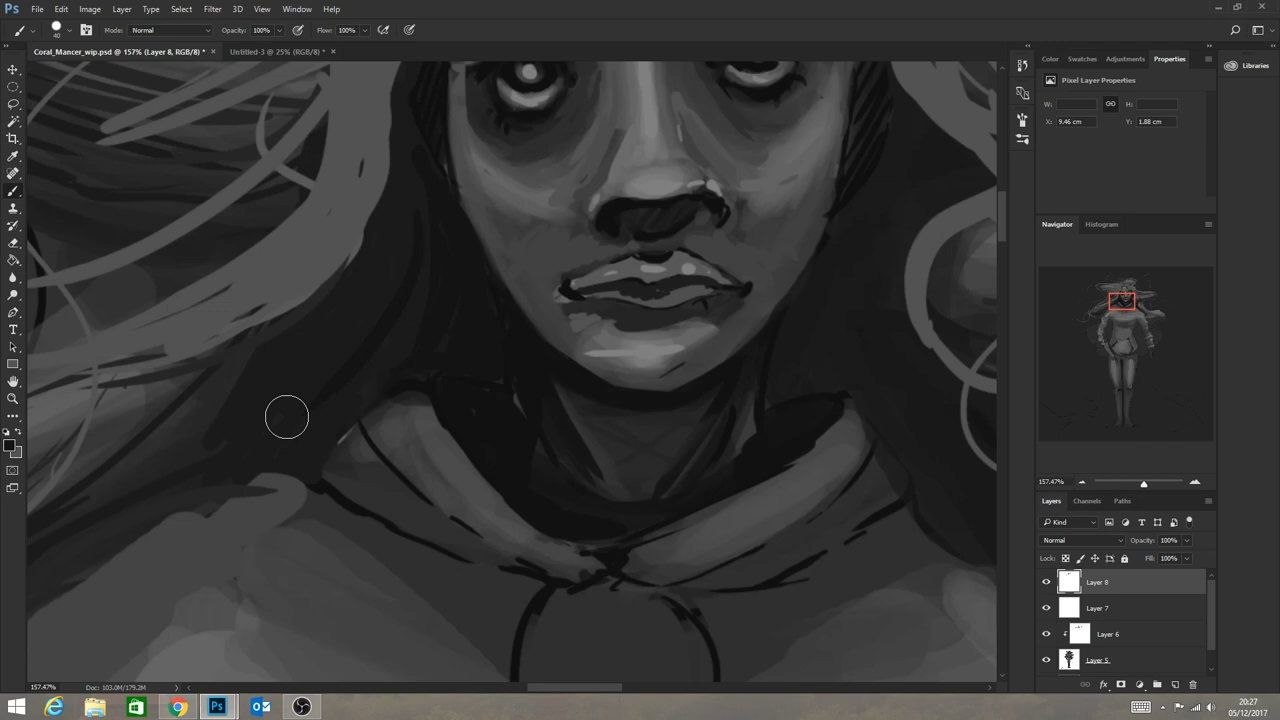 Ps File Edit Image Layer Type Select Filter 3D View Window Help
40 Mode: Normal Opacity: 100% Flow: 100%
Coral_Mancer_wip.psd @ 157% (Layer 8, RGB/8) * × Untitled-3 @ 25% (RGB/8) * ×
Color Swatches Adjustments Properties
Libraries
Pixel Layer Properties
W: H:
X: 9.46 cm Y: 1.88 cm
Navigator Histogram
157.47%
Layers Channels Paths
Kind
Normal Opacity: 100%
Lock: Fill: 100%
Layer 8
Layer 7
Layer 6
Layer 5
157.47% Doc: 103.0M/179.2M
Ps
20:27
05/12/2017